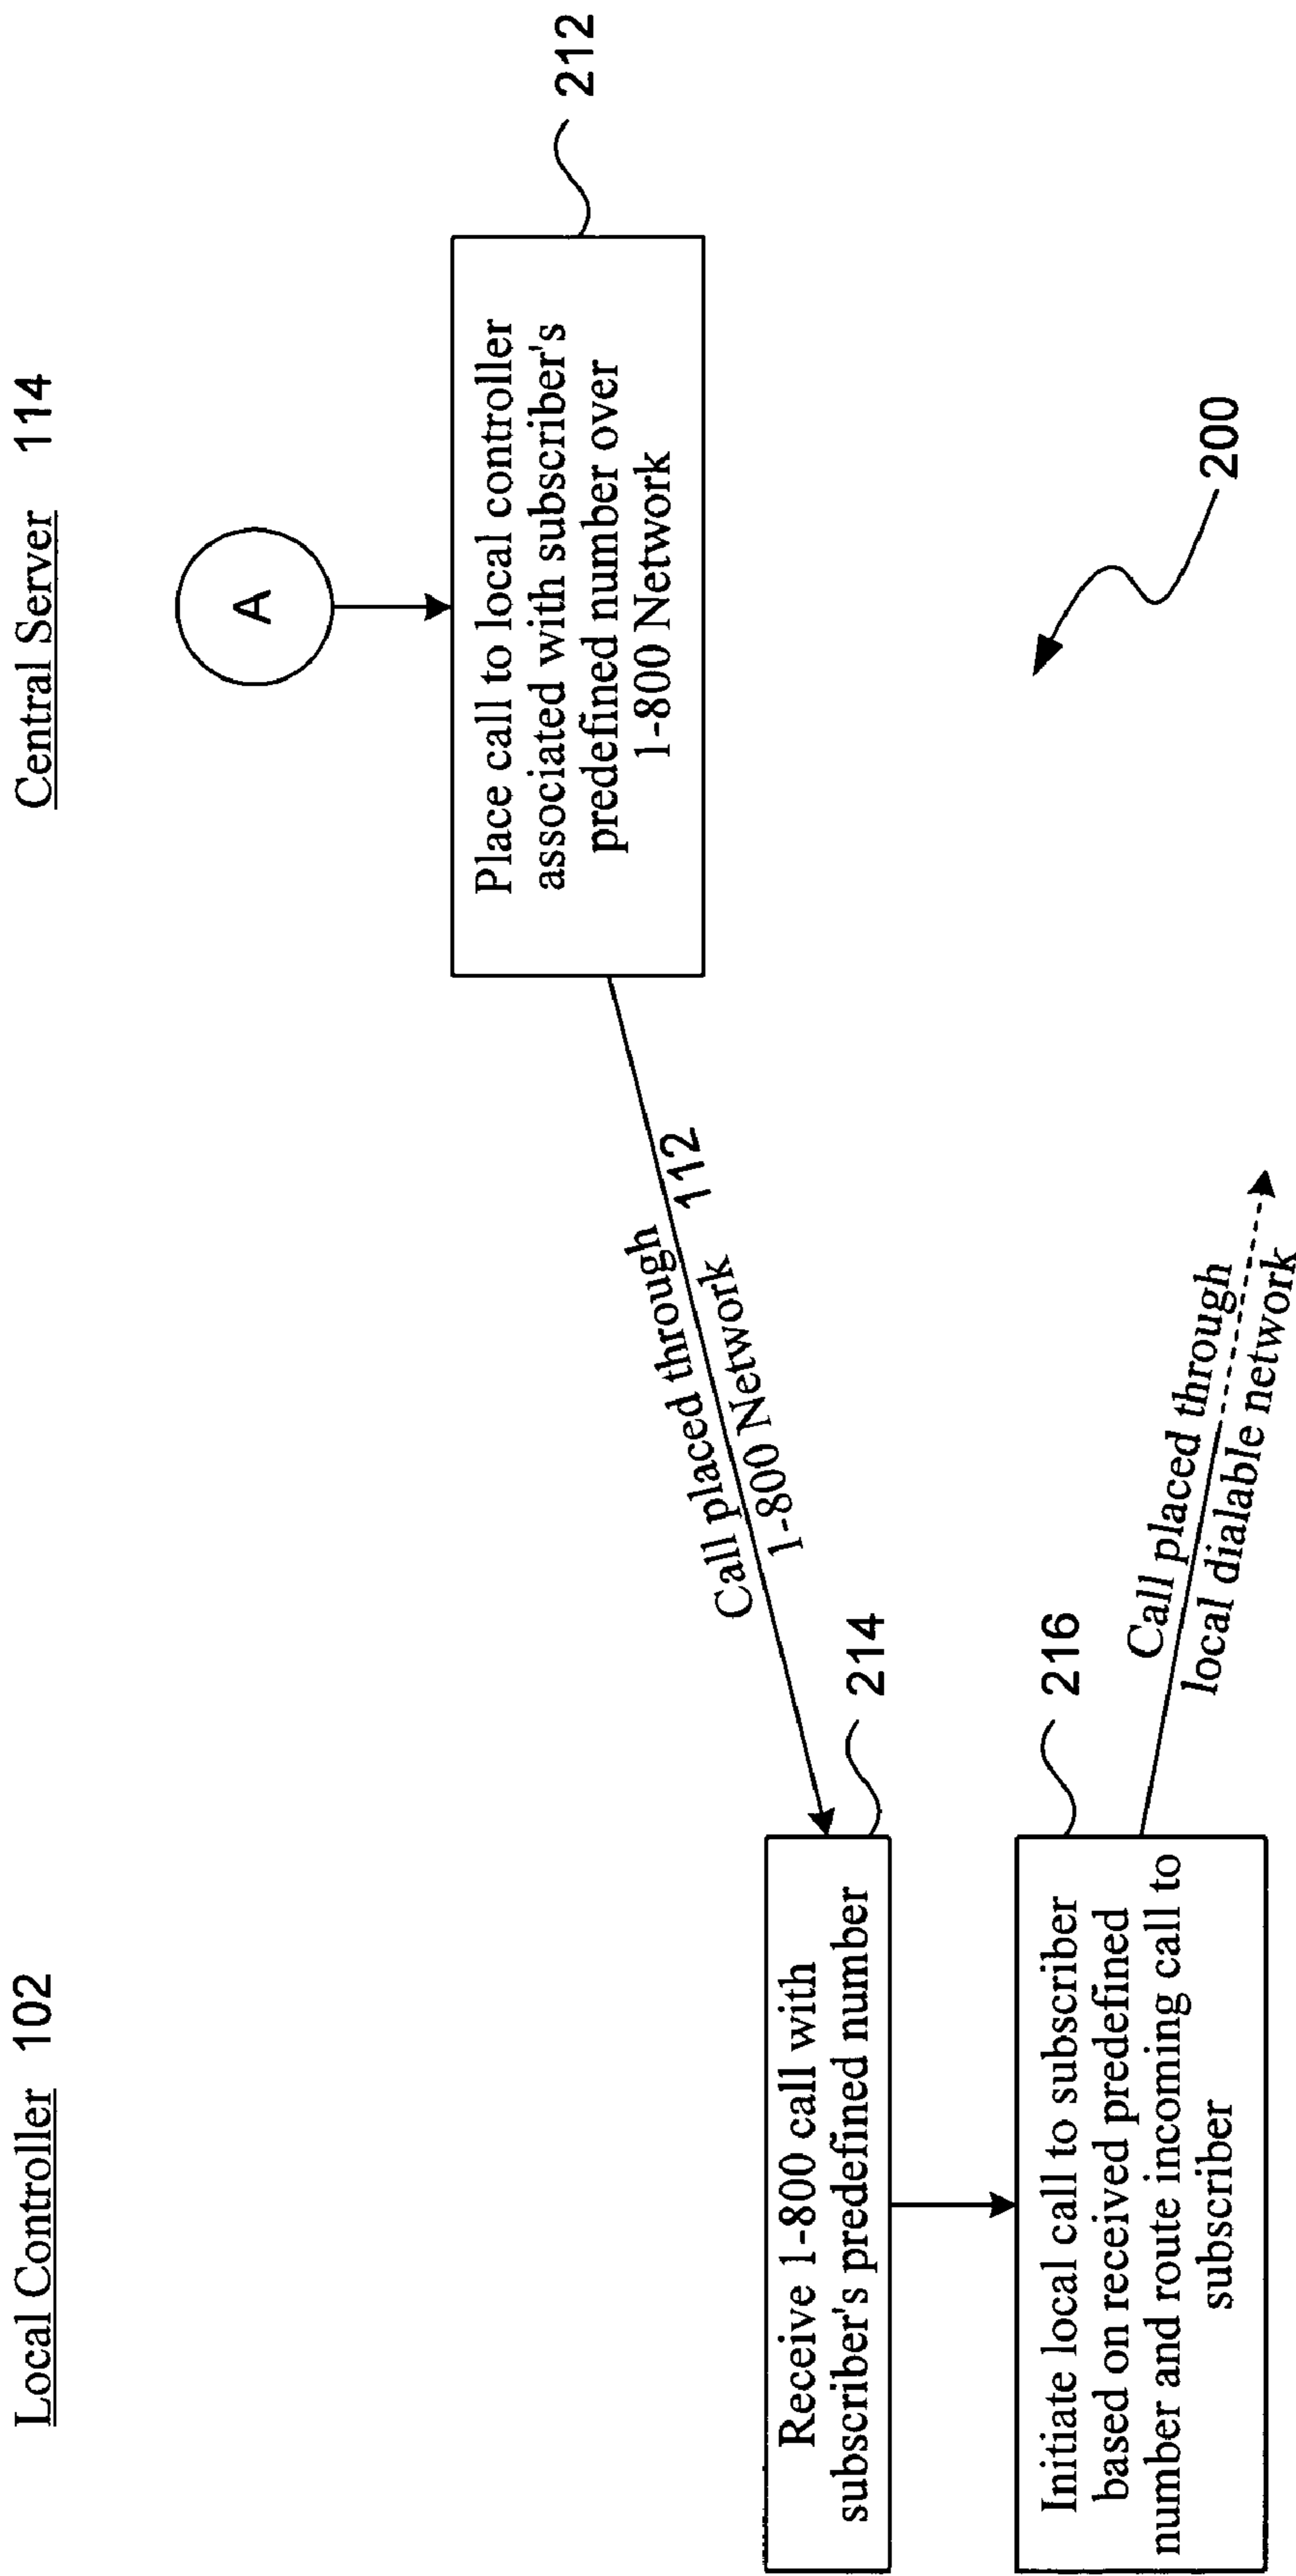 Local Controller 102
Central Server 114
A
Place call to local controller
associated with subscriber's
predefined number over
1-800 Network
212
Call placed through
1-800 Network 112
Receive 1-800 call with
subscriber's predefined number
214
Initiate local call to subscriber
based on received predefined
number and route incoming call to
subscriber
216
Call placed through
local dialable network
200